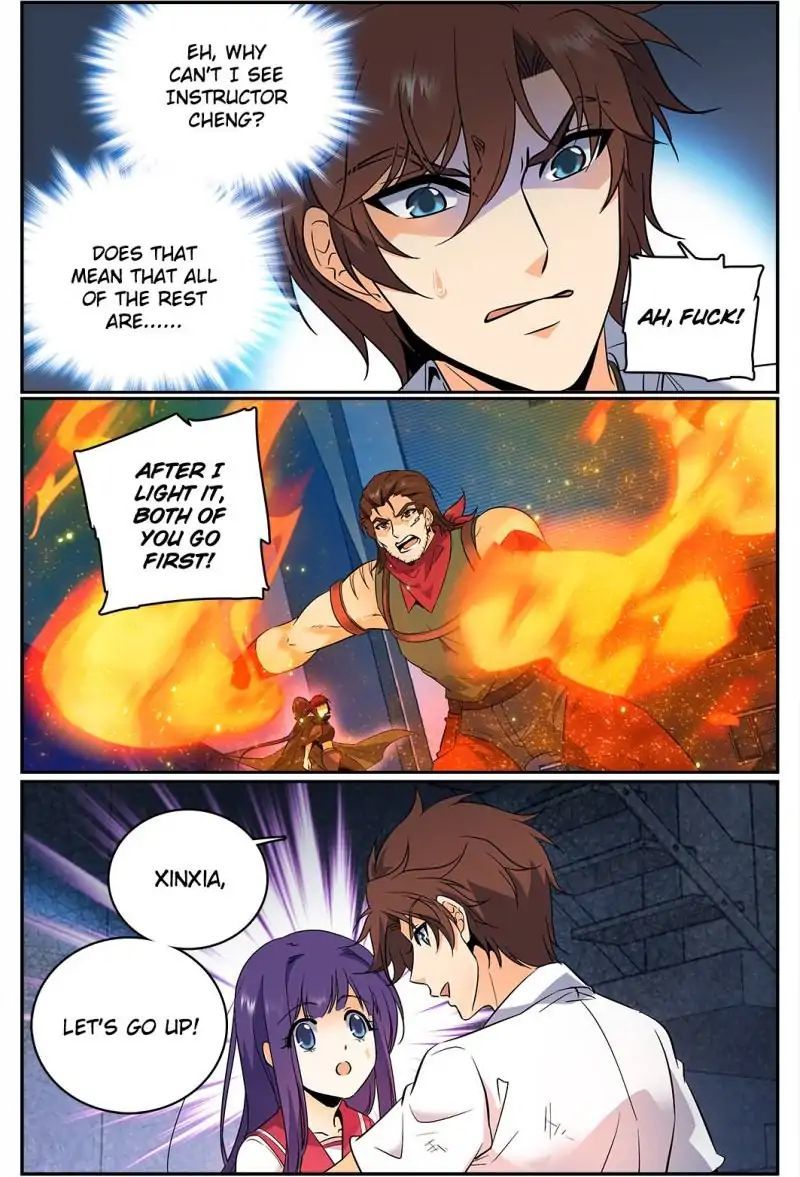 EH, WHY
CAN'T I SEE
INSTRUCTOR
CHENG?
DOES THAT
MEAN THAT ALL
OF THE REST
ARE......
AH, FUCK!
AFTER I
LIGHT IT,
BOTH OF
YOU GO
FIRST!
XINXIA,
LET'S GO UP!